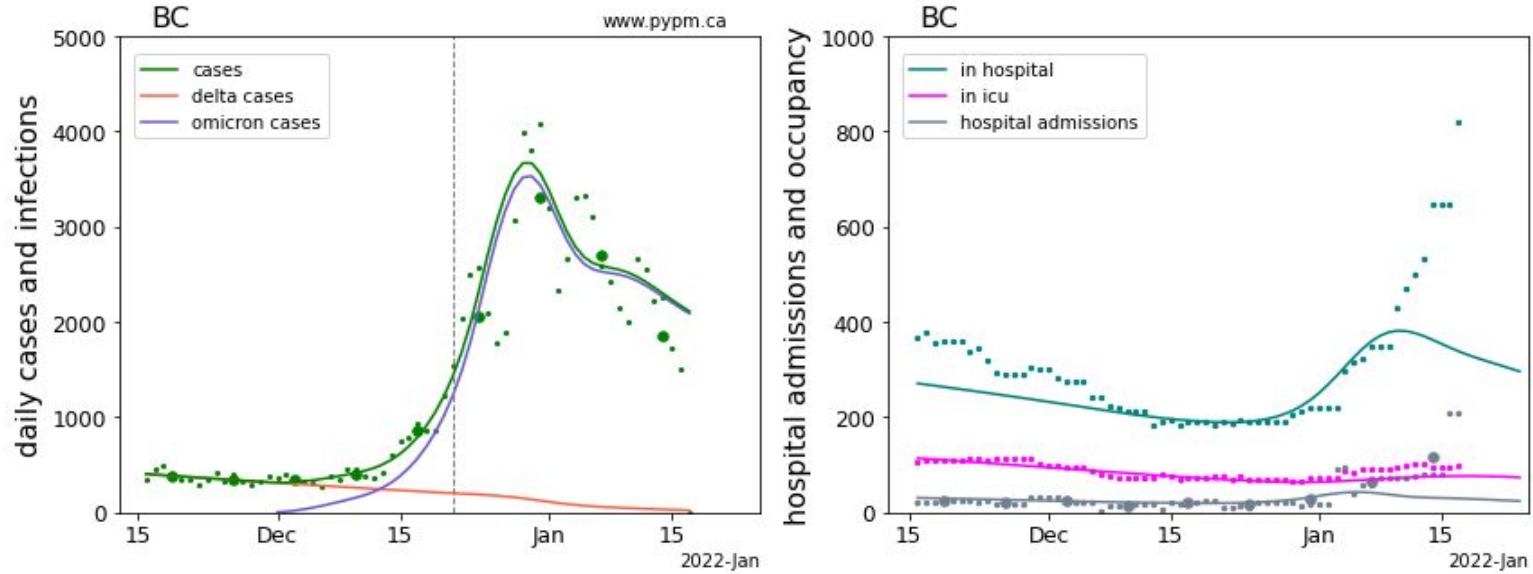 BC
www.pypm.ca
daily cases and infections
5000
4000
3000
2000
1000
0
cases
delta cases
omicron cases
15
Dec
15
Jan
15
2022-Jan
BC
hospital admissions and occupancy
1000
800
600
400
200
0
in hospital
in icu
hospital admissions
15
Dec
15
Jan
15
2022-Jan